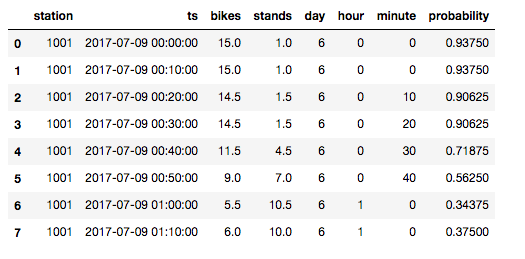 station ts bikes stands day hour minute probability
0 1001 2017-07-09 00:00:00 15.0 1.0 6 0 0 0.93750
1 1001 2017-07-09 00:10:00 15.0 1.0 6 0 0 0.93750
2 1001 2017-07-09 00:20:00 14.5 1.5 6 0 10 0.90625
3 1001 2017-07-09 00:30:00 14.5 1.5 6 0 20 0.90625
4 1001 2017-07-09 00:40:00 11.5 4.5 6 0 30 0.71875
5 1001 2017-07-09 00:50:00 9.0 7.0 6 0 40 0.56250
6 1001 2017-07-09 01:00:00 5.5 10.5 6 1 0 0.34375
7 1001 2017-07-09 01:10:00 6.0 10.0 6 1 0 0.37500